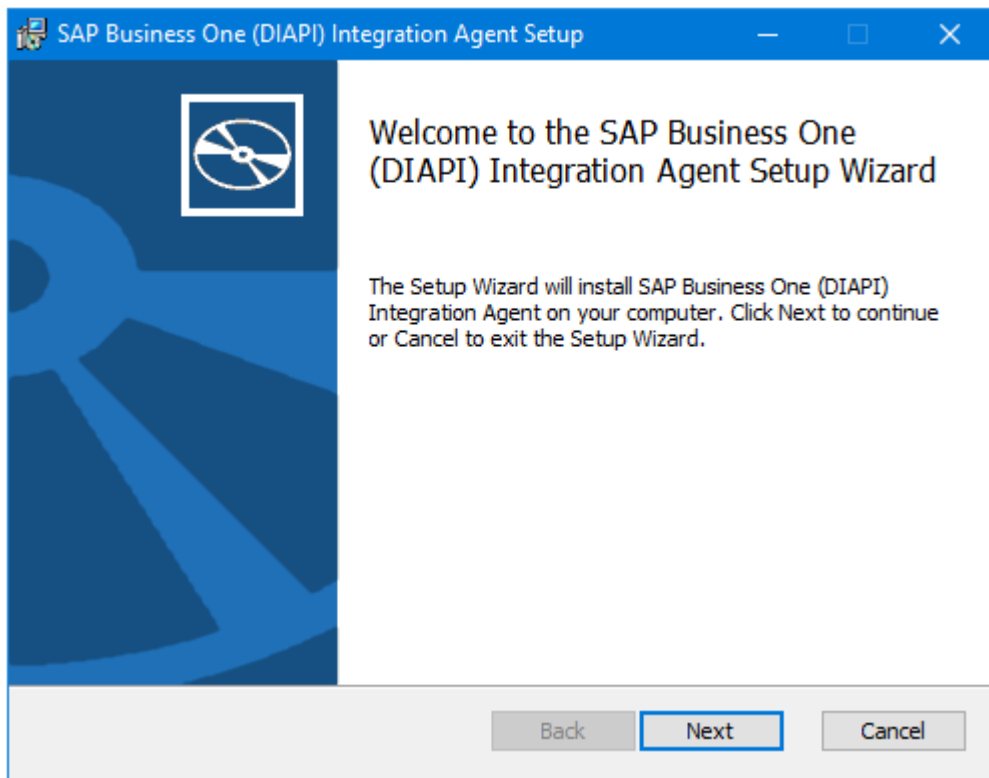 SAP Business One (DIAPI) Integration Agent Setup
Welcome to the SAP Business One
(DIAPI) Integration Agent Setup Wizard
The Setup Wizard will install SAP Business One (DIAPI)
Integration Agent on your computer. Click Next to continue
or Cancel to exit the Setup Wizard.
Back
Next
Cancel